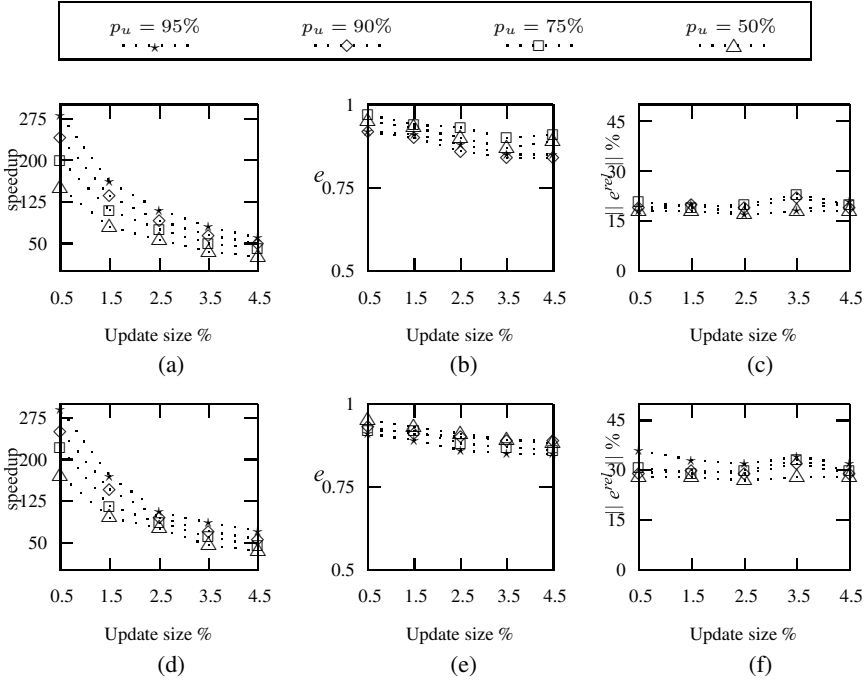 p_u = 95% p_u = 90% p_u = 75% p_u = 50%
speedup
275
200
125
50
0.5 1.5 2.5 3.5 4.5
Update size %
(a)
e
1
0.75
0.5
0.5 1.5 2.5 3.5 4.5
Update size %
(b)
|| e_rel || %
45
30
15
0
0.5 1.5 2.5 3.5 4.5
Update size %
(c)
speedup
275
200
125
50
0.5 1.5 2.5 3.5 4.5
Update size %
(d)
e
1
0.75
0.5
0.5 1.5 2.5 3.5 4.5
Update size %
(e)
|| e_rel || %
45
30
15
0
0.5 1.5 2.5 3.5 4.5
Update size %
(f)